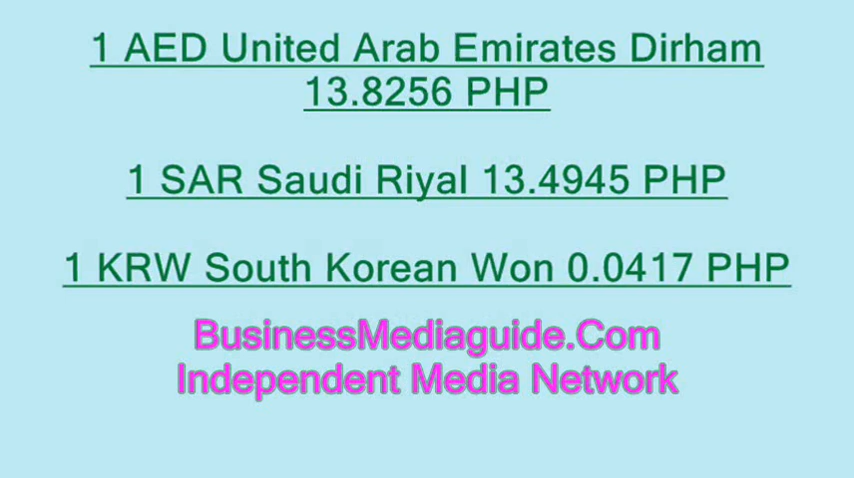 1 AED United Arab Emirates Dirham
13.8256 PHP
1 SAR Saudi Riyal 13.4945 PHP
1 KRW South Korean Won 0.0417 PHP
BusinessMediaguide.Com
Independent Media Network